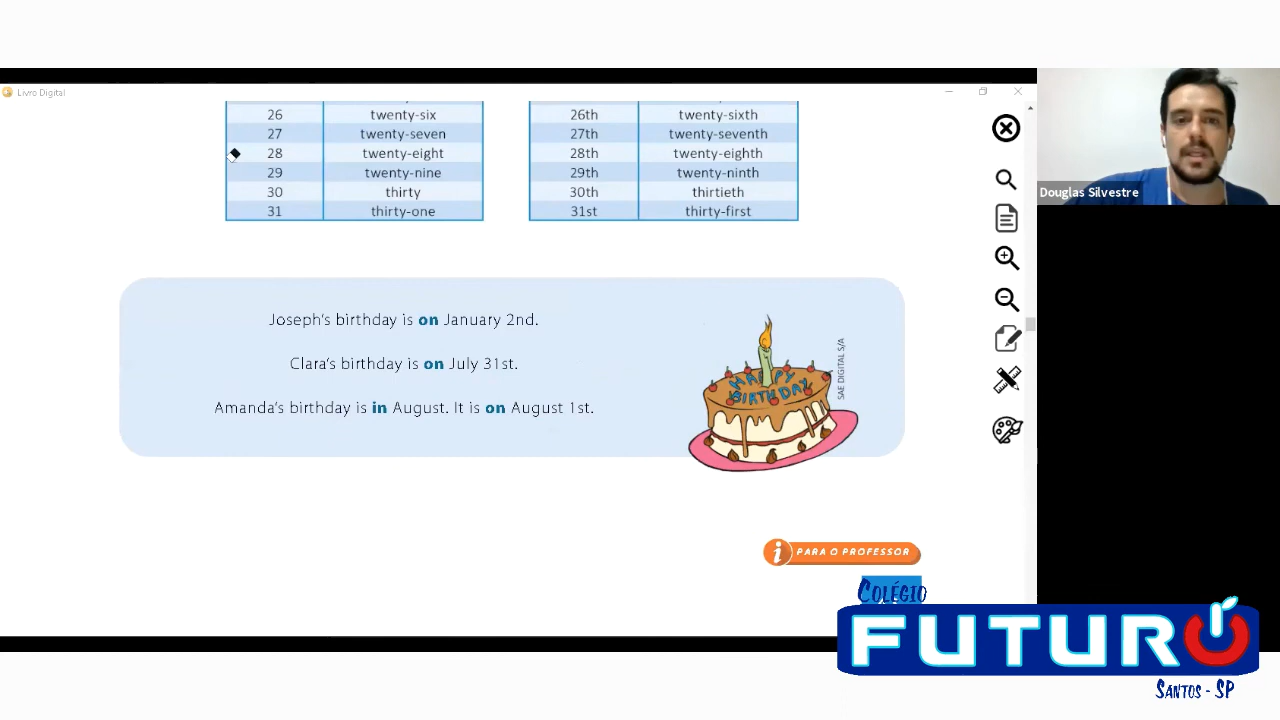 Livro Digital
26 twenty-six 26th twenty-sixth
27 twenty-seven 27th twenty-seventh
28 twenty-eight 28th twenty-eighth
29 twenty-nine 29th twenty-ninth
30 thirty 30th thirtieth
31 thirty-one 31st thirty-first
Douglas Silvestre
Joseph's birthday is on January 2nd.
Clara's birthday is on July 31st.
Amanda's birthday is in August. It is on August 1st.
HAPPY
BIRTHDAY
SAE DIGITAL S/A
i PARA O PROFESSOR
COLÉGIO
FUTURO
SANTOS - SP